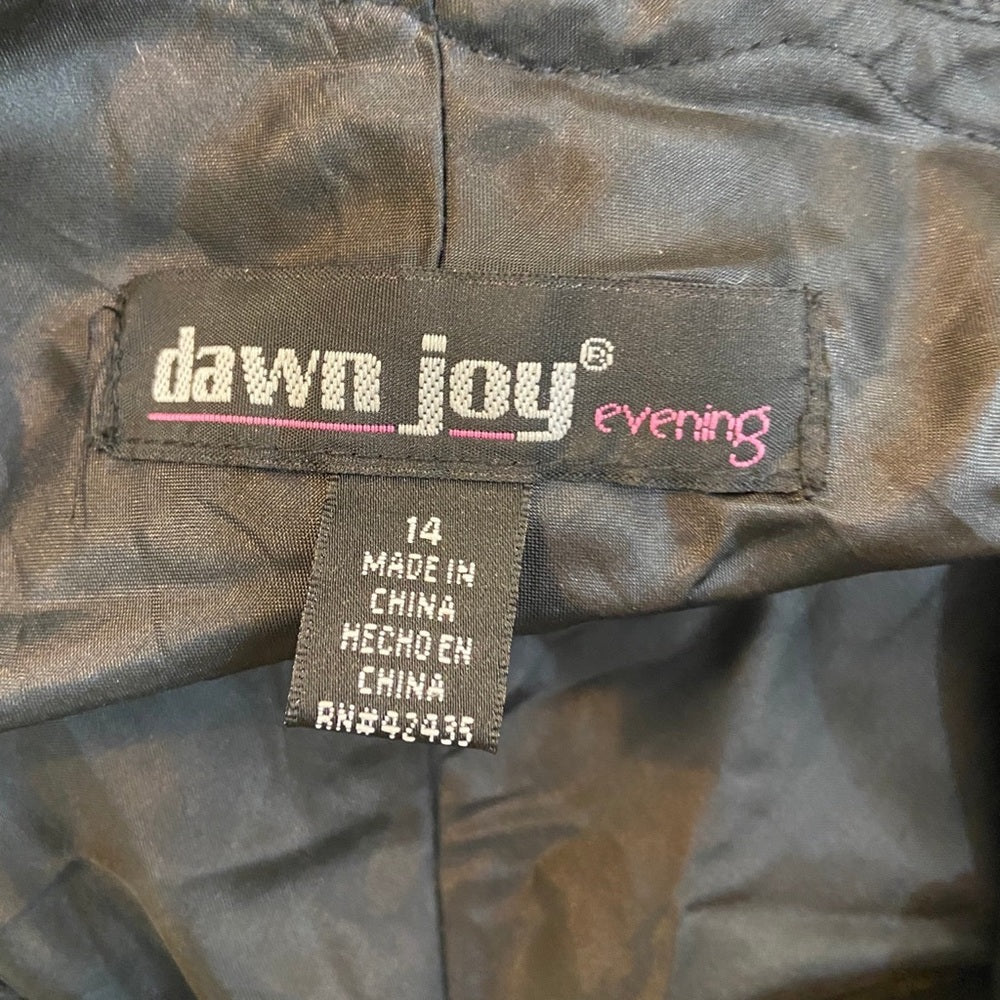 dawn joy® evening
14
MADE IN
CHINA
HECHO EN
CHINA
RN#42435